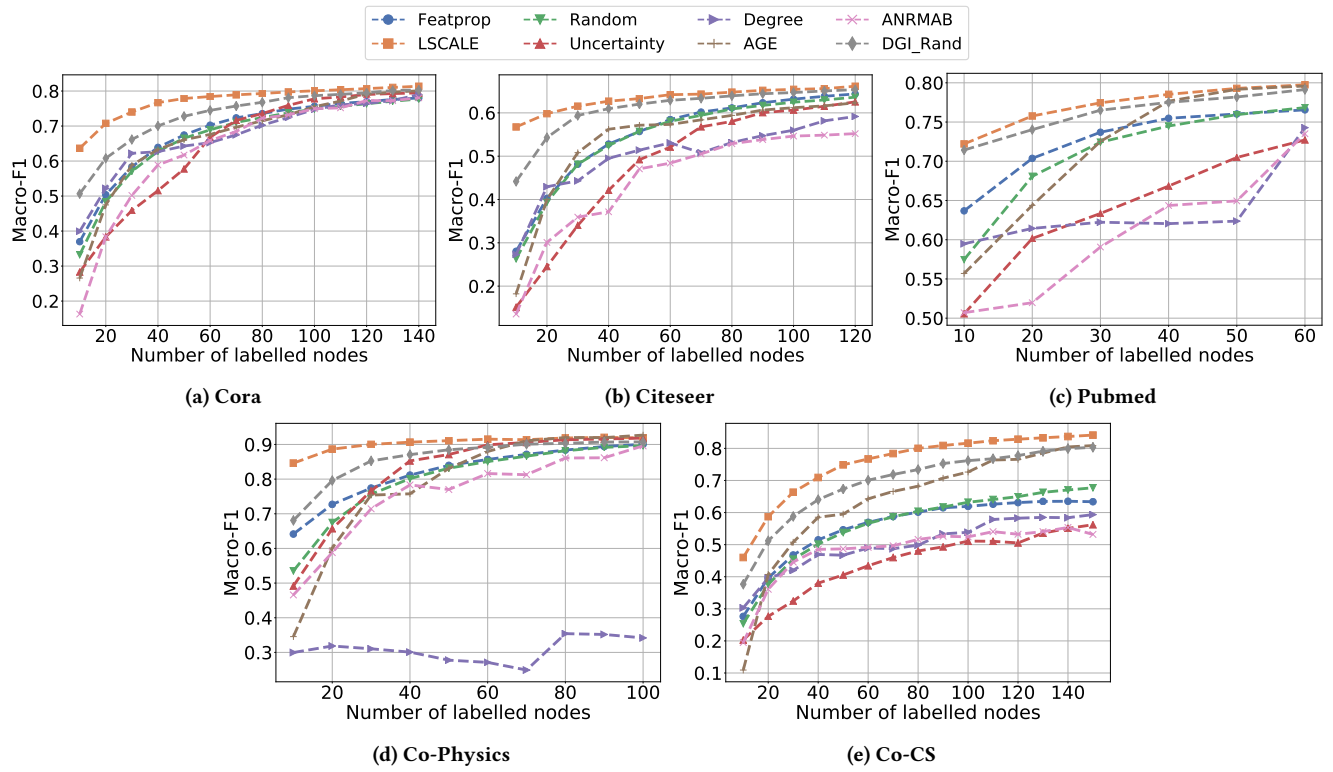 Featprop Random Degree ANRMAB
LSCALE Uncertainty AGE DGI_Rand
Macro-F1
0.8
0.7
0.6
0.5
0.4
0.3
0.2
20 40 60 80 100 120 140
Number of labelled nodes
(a) Cora
Macro-F1
0.6
0.5
0.4
0.3
0.2
20 40 60 80 100 120
Number of labelled nodes
(b) Citeseer
Macro-F1
0.80
0.75
0.70
0.65
0.60
0.55
0.50
10 20 30 40 50 60
Number of labelled nodes
(c) Pubmed
Macro-F1
0.9
0.8
0.7
0.6
0.5
0.4
0.3
20 40 60 80 100
Number of labelled nodes
(d) Co-Physics
Macro-F1
0.8
0.7
0.6
0.5
0.4
0.3
0.2
0.1
20 40 60 80 100 120 140
Number of labelled nodes
(e) Co-CS